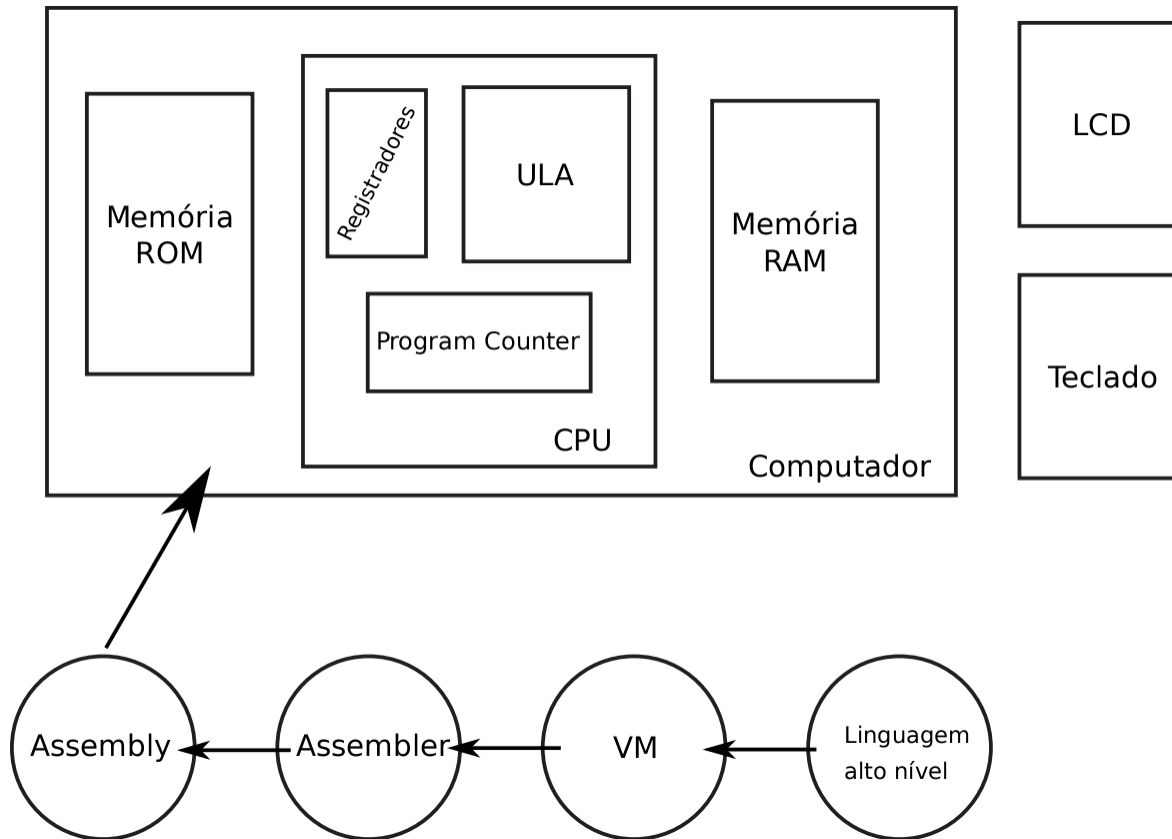 Memória
ROM
Registradores
ULA
Program Counter
CPU
Memória
RAM
Computador
LCD
Teclado
Assembly
Assembler
VM
Linguagem
alto nível